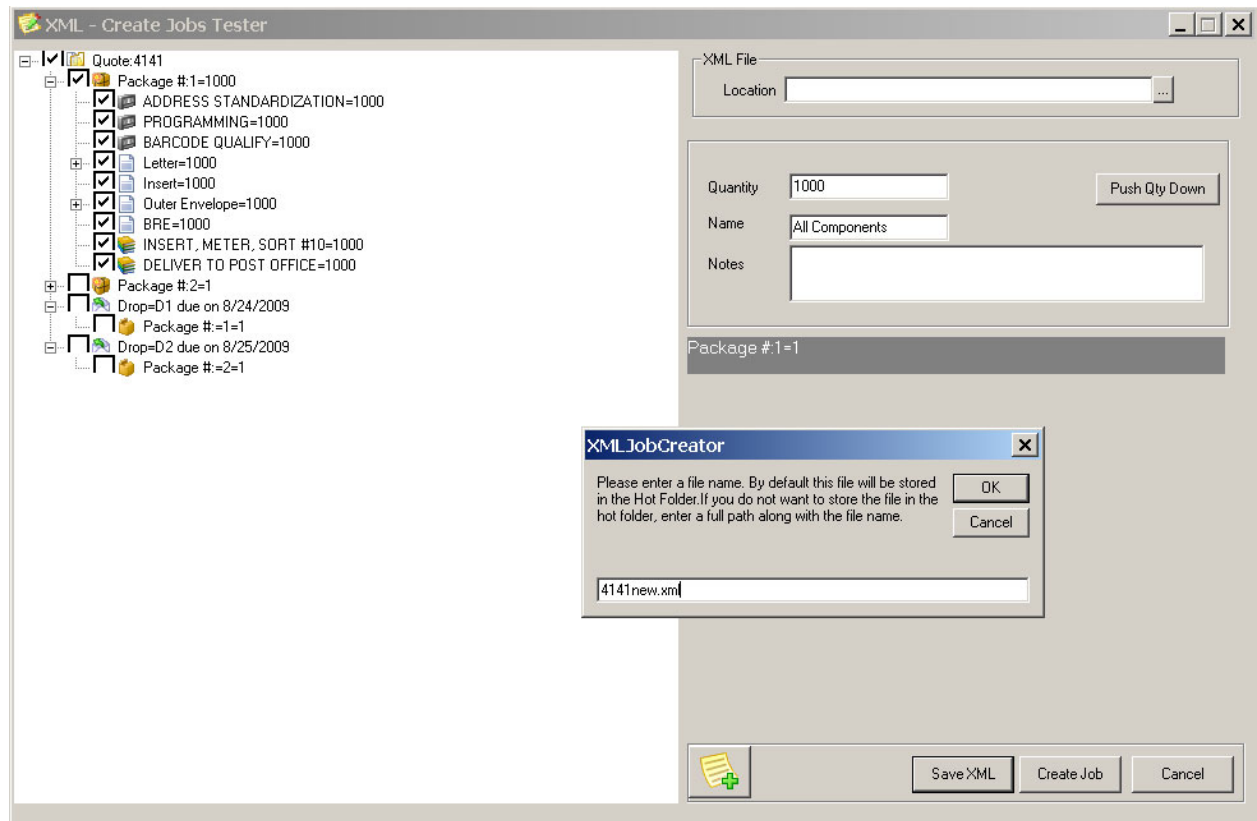 XML - Create Jobs Tester
Quote:4141
Package #:1=1000
ADDRESS STANDARDIZATION=1000
PROGRAMMING=1000
BARCODE QUALIFY=1000
Letter=1000
Insert=1000
Outer Envelope=1000
BRE=1000
INSERT, METER, SORT #10=1000
DELIVER TO POST OFFICE=1000
Package #:2=1
Drop=D1 due on 8/24/2009
Package #:=1=1
Drop=D2 due on 8/25/2009
Package #:=2=1
XML File
Location
...
Quantity
1000
Push Qty Down
Name
All Components
Notes
Package #:1=1
XMLJobCreator
Please enter a file name. By default this file will be stored
in the Hot Folder.If you do not want to store the file in the
hot folder, enter a full path along with the file name.
OK
Cancel
4141new.xml
Save XML
Create Job
Cancel